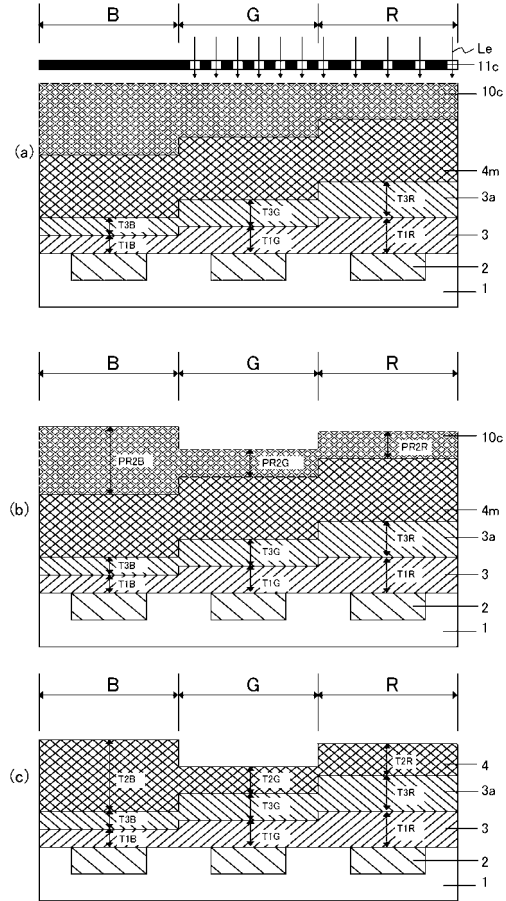 B G R
Le
11c
10c
(a)
4m
T3R
3a
T3B T3G
T1B T1G T1R 3
2
1
B G R
10c
PR2B PR2G PR2R
(b)
4m
T3R 3a
T3B T3G
T1B T1G T1R 3
2
1
B G R
T2R 4
(c) T2B T2G
T3R 3a
T3B T3G
T1B T1G T1R 3
2
1